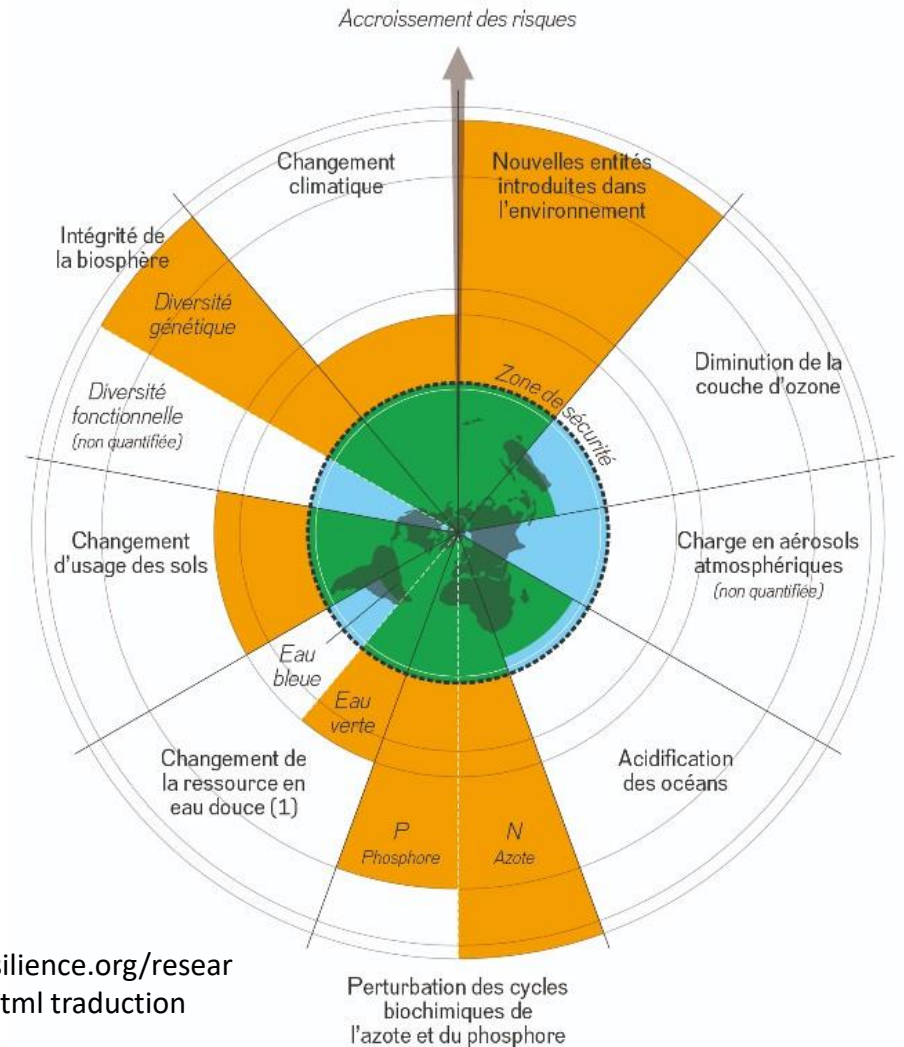 Accroissement des risques
Changement
climatique
Nouvelles entités
introduites dans
l'environnement
Intégrité de
la biosphère
Diversité
génétique
Diversité
fonctionnelle
(non quantifiée)
Zone de sécurité
Diminution de la
couche d'ozone
Changement
d'usage des sols
Charge en aérosols
atmosphériques
(non quantifiée)
Eau
bleue
Eau
verte
Changement de
la ressource en
eau douce (1)
Acidification
des océans
P
Phosphore
N
Azote
silience.org/resear
tml traduction
Perturbation des cycles
biochimiques de
l'azote et du phosphore